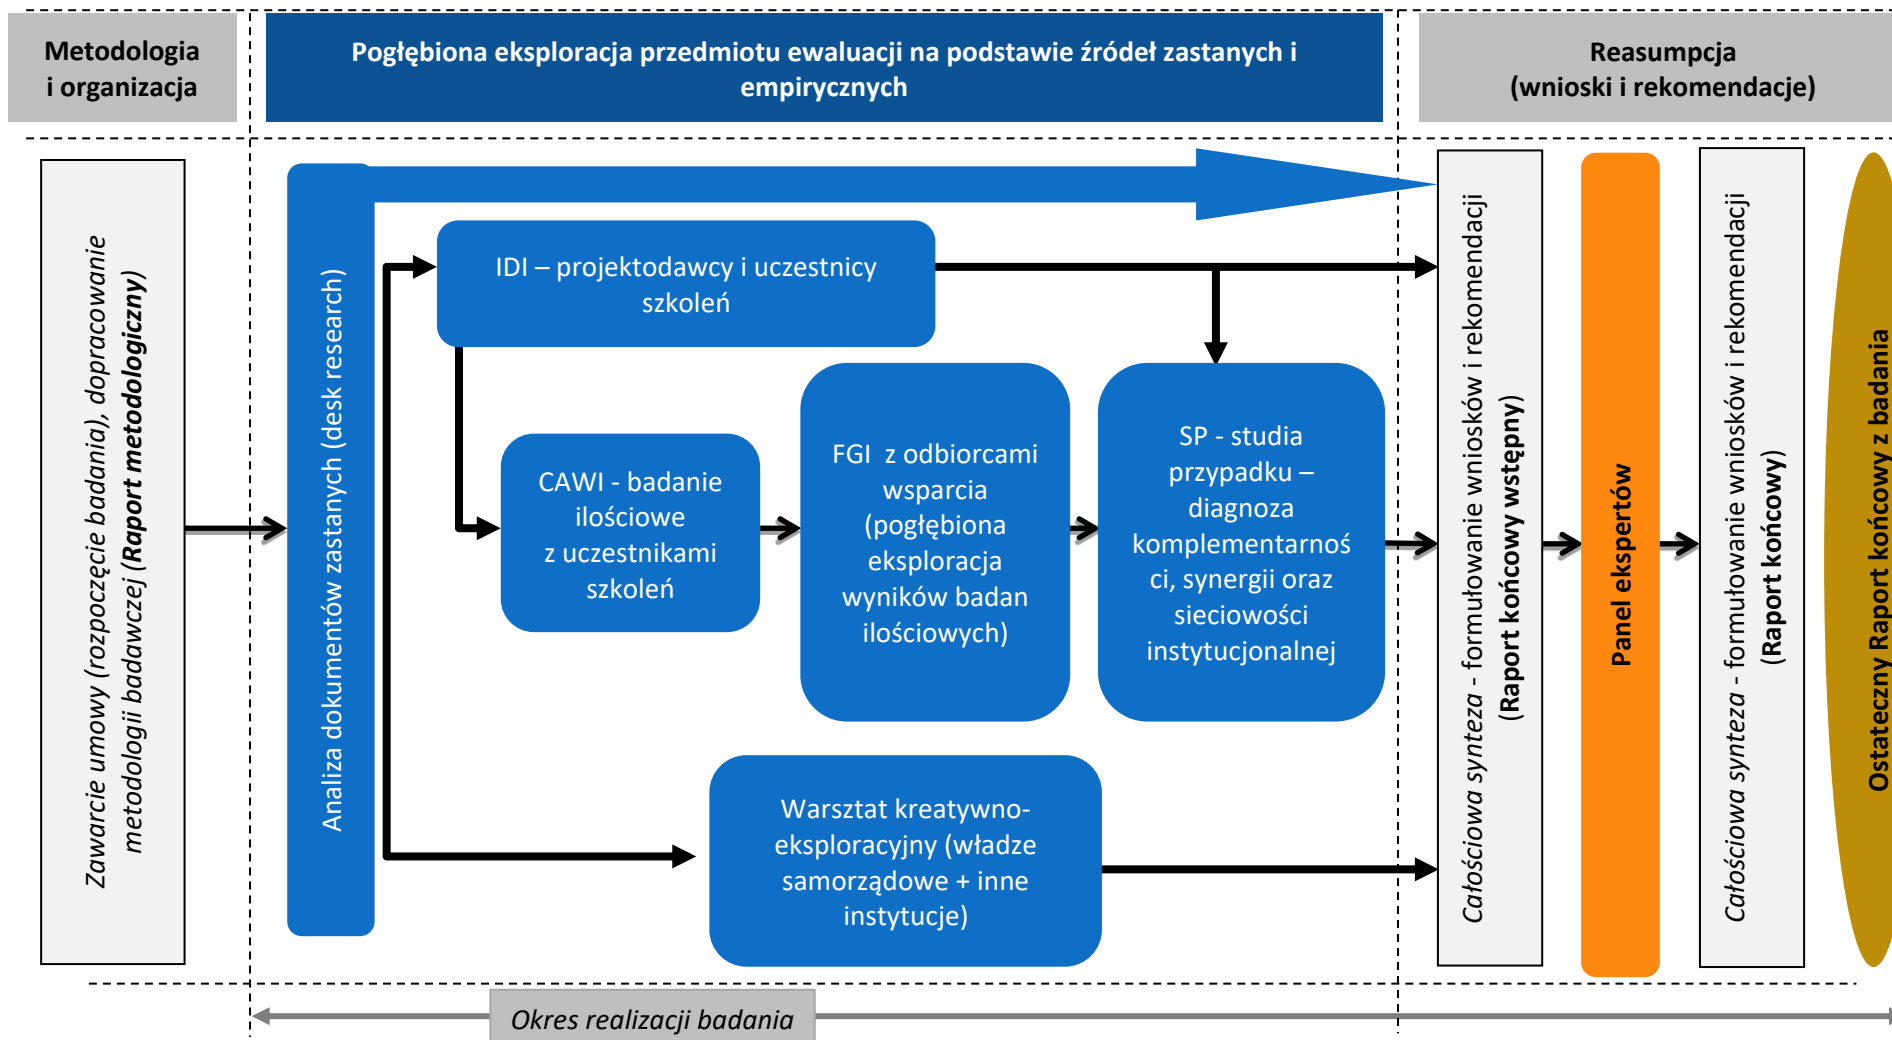 Metodologia
i organizacja
Pogłębiona eksploracja przedmiotu ewaluacji na podstawie źródeł zastanych i
empirycznych
Reasumpcja
(wnioski i rekomendacje)
Zawarcie umowy (rozpoczęcie badania), dopracowanie
metodologii badawczej (Raport metodologiczny)
Analiza dokumentów zastanych (desk research)
IDI – projektodawcy i uczestnicy
szkoleń
CAWI - badanie
ilościowe
z uczestnikami
szkoleń
FGI z odbiorcami
wsparcia
(pogłębiona
eksploracja
wyników badan
ilościowych)
SP - studia
przypadku –
diagnoza
komplementarnoś
ci, synergii oraz
sieciowości
instytucjonalnej
Warsztat kreatywno-
eksploracyjny (władze
samorządowe + inne
instytucje)
Całościowa synteza - formułowanie wniosków i rekomendacji
(Raport końcowy wstępny)
Panel ekspertów
Całościowa synteza - formułowanie wniosków i rekomendacji
(Raport końcowy)
Ostateczny Raport końcowy z badania
Okres realizacji badania